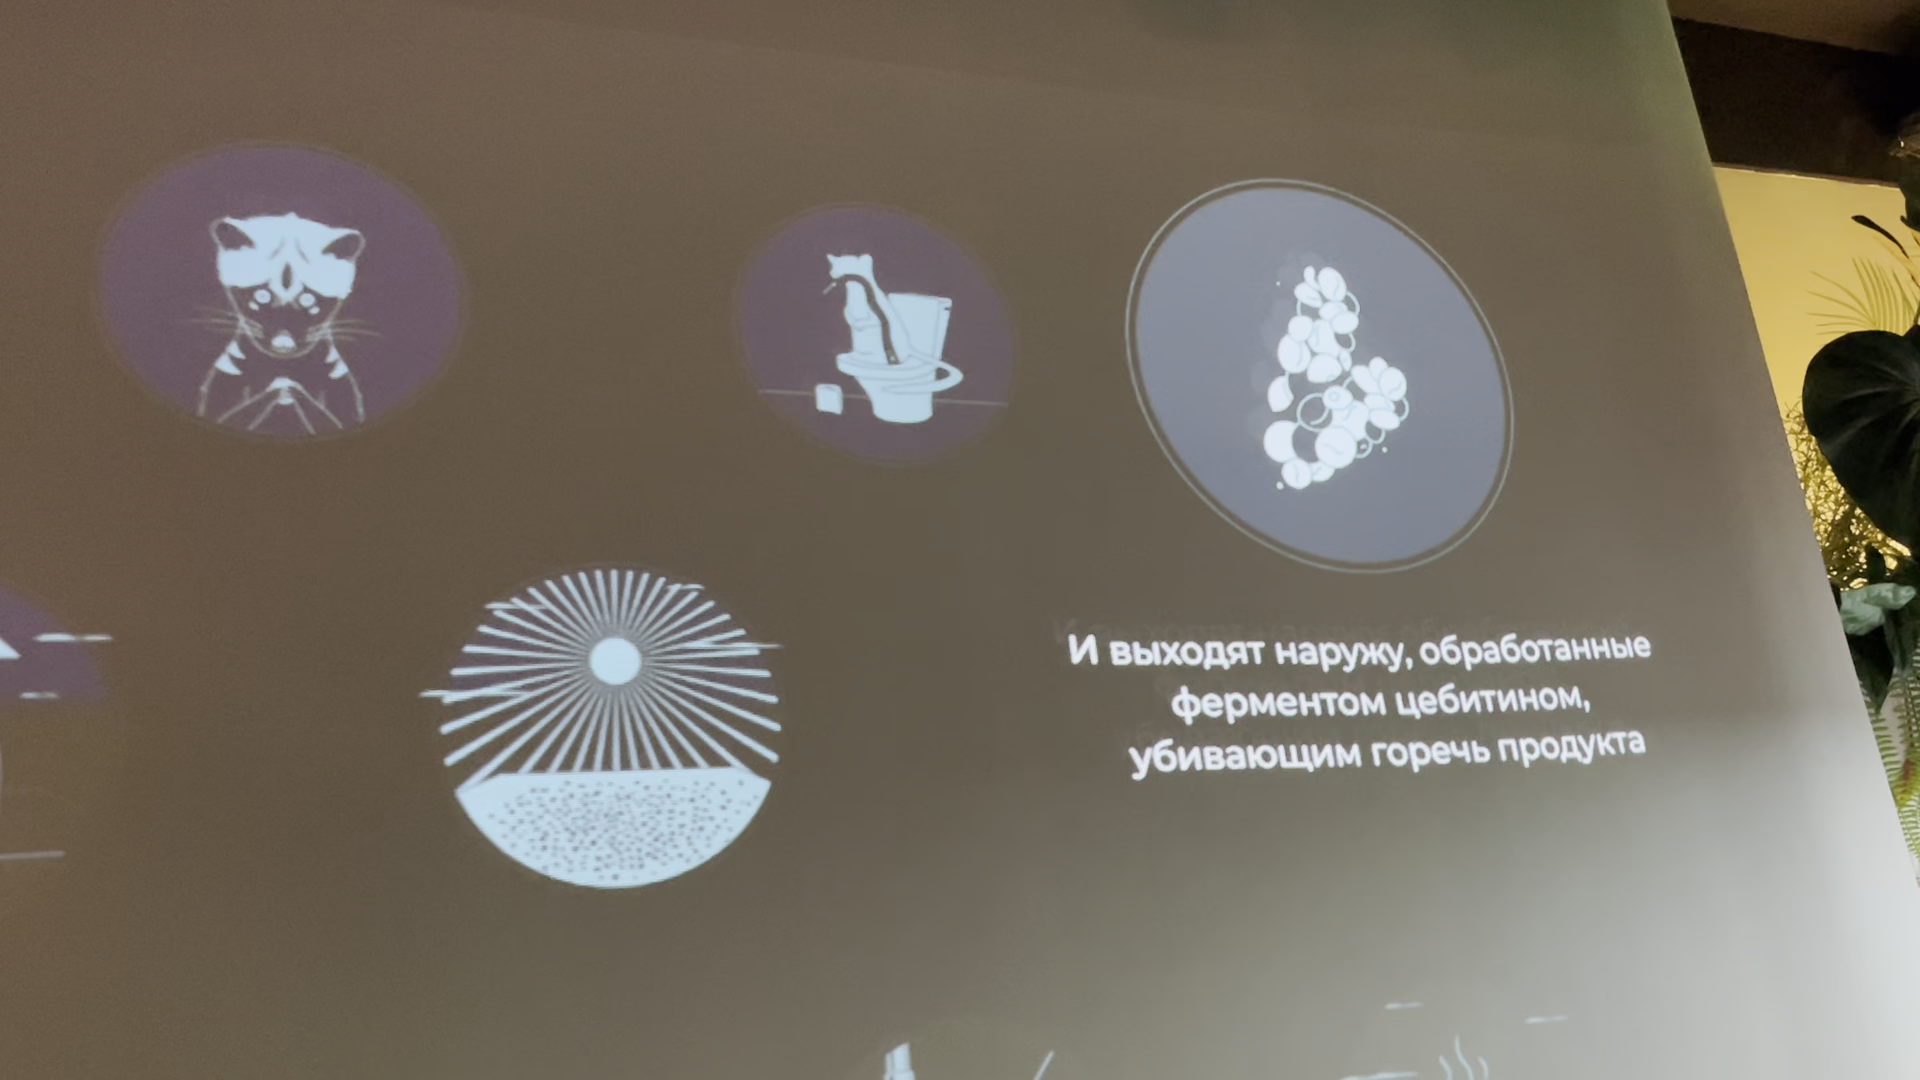 И выходят наружу, обработанные
ферментом цебитином,
убивающим горечь продукта